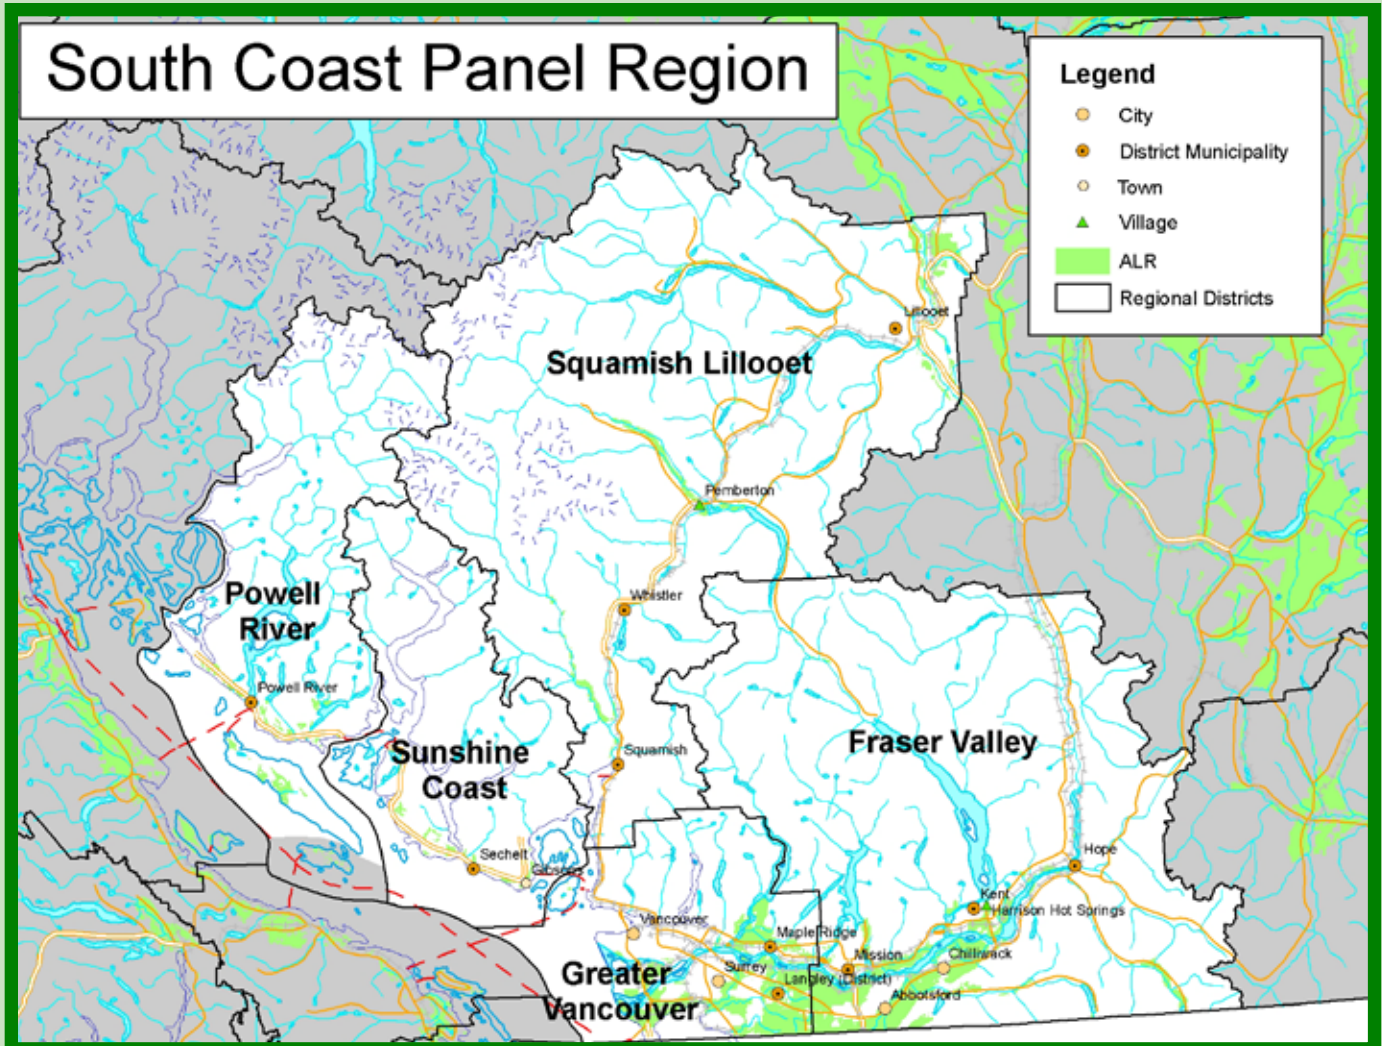 South Coast Panel Region
Legend
City
District Municipality
Town
Village
ALR
Regional Districts
Lillooet
Squamish Lillooet
Pemberton
Whistler
Powell
River
Powell River
Sunshine
Coast
Squamish
Fraser Valley
Sechelt
Gibsons
Hope
Kent
Harrison Hot Springs
Vancouver
Maple Ridge
Mission
Chilliwack
Surrey
Langley (District)
Abbotsford
Greater
Vancouver